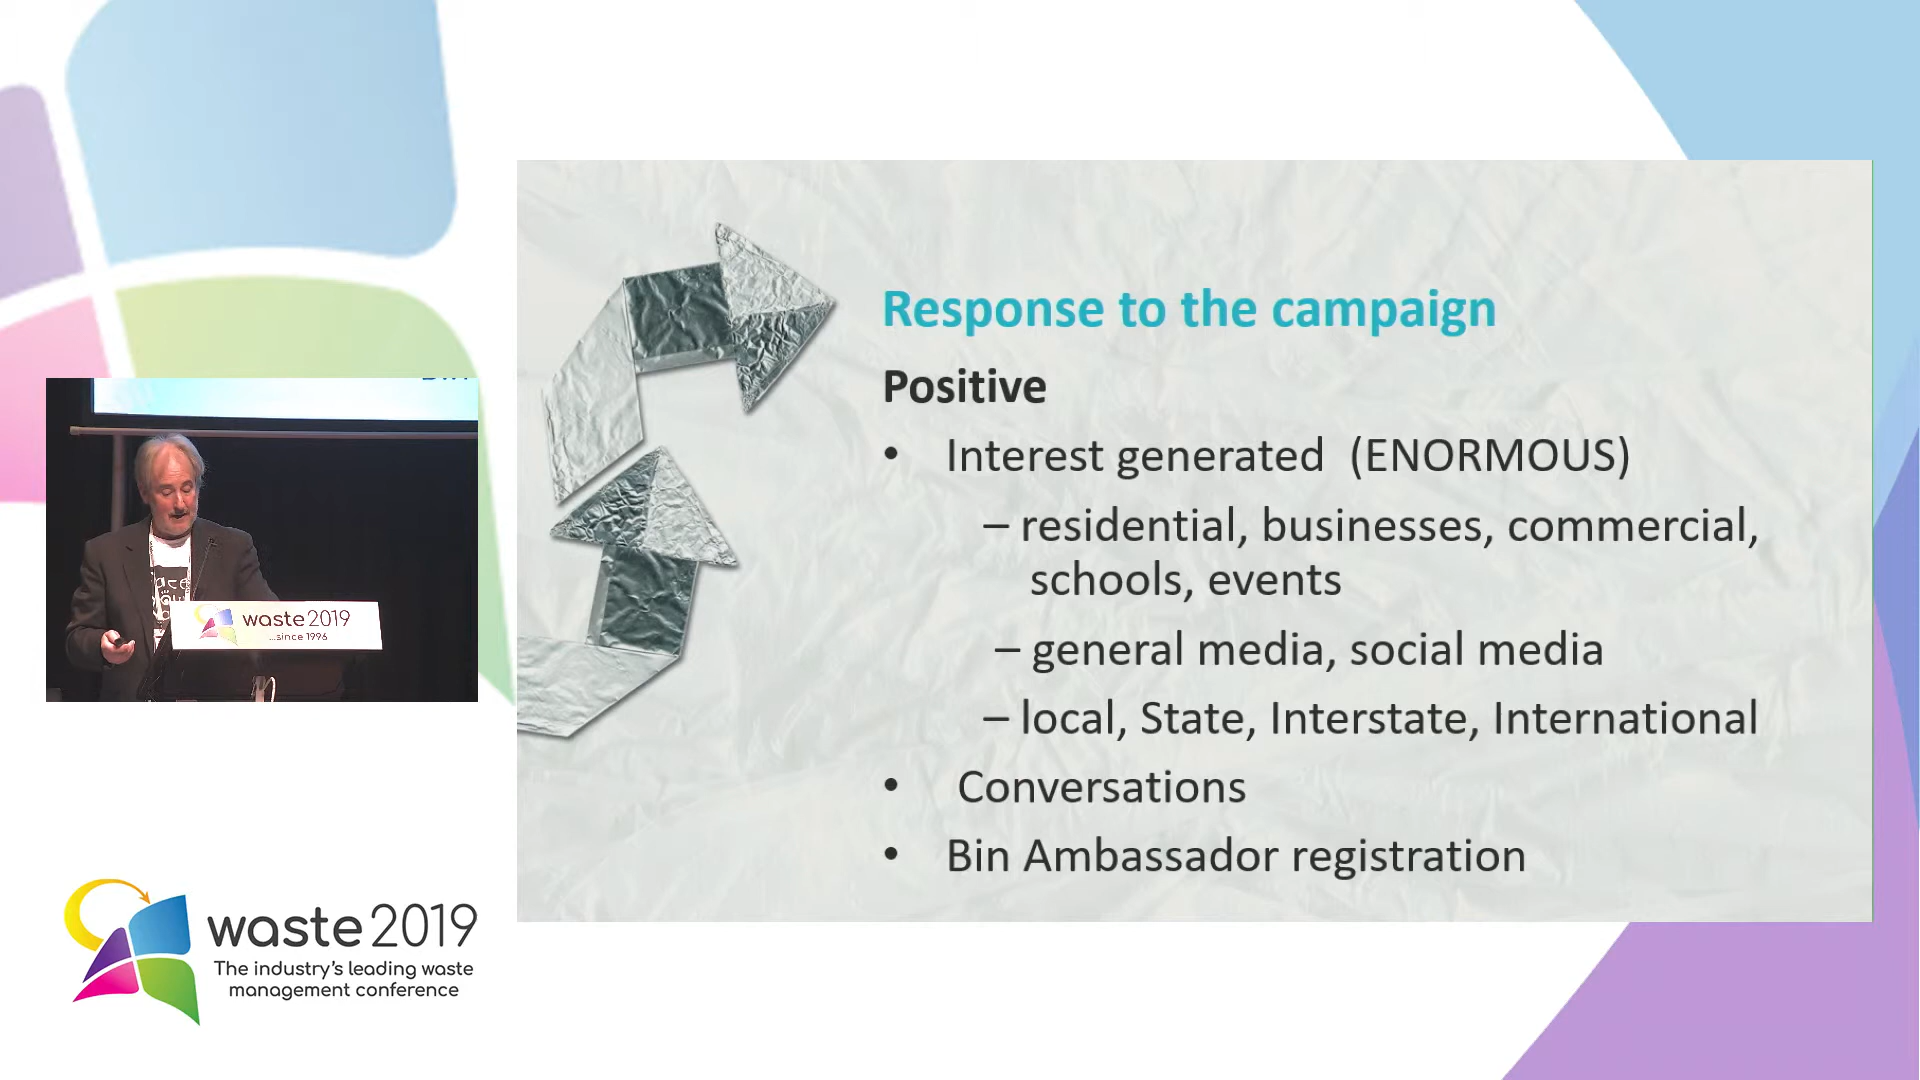 Response to the campaign
Positive
• Interest generated (ENORMOUS)
– residential, businesses, commercial,
schools, events
– general media, social media
– local, State, Interstate, International
• Conversations
• Bin Ambassador registration
waste 2019
...since 1996
waste 2019
The industry's leading waste
management conference